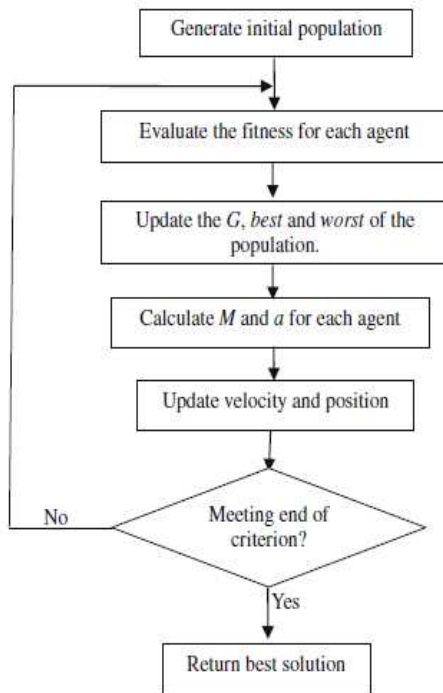 Generate initial population
Evaluate the fitness for each agent
Update the G, best and worst of the
population.
Calculate M and a for each agent
Update velocity and position
No
Meeting end of
criterion?
Yes
Return best solution